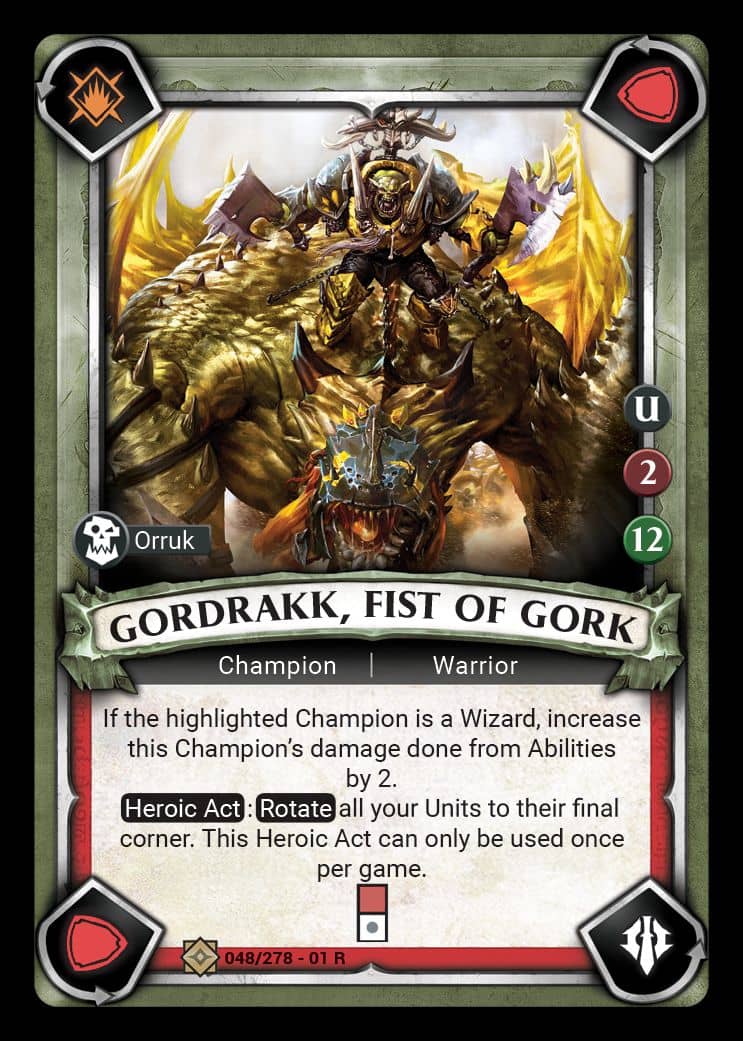 U
2
12
Orruk
GORDRAKK, FIST OF GORK
Champion | Warrior
If the highlighted Champion is a Wizard, increase
this Champion's damage done from Abilities
by 2.
Heroic Act : Rotate all your Units to their final
corner. This Heroic Act can only be used once
per game.
048/278 - 01 R